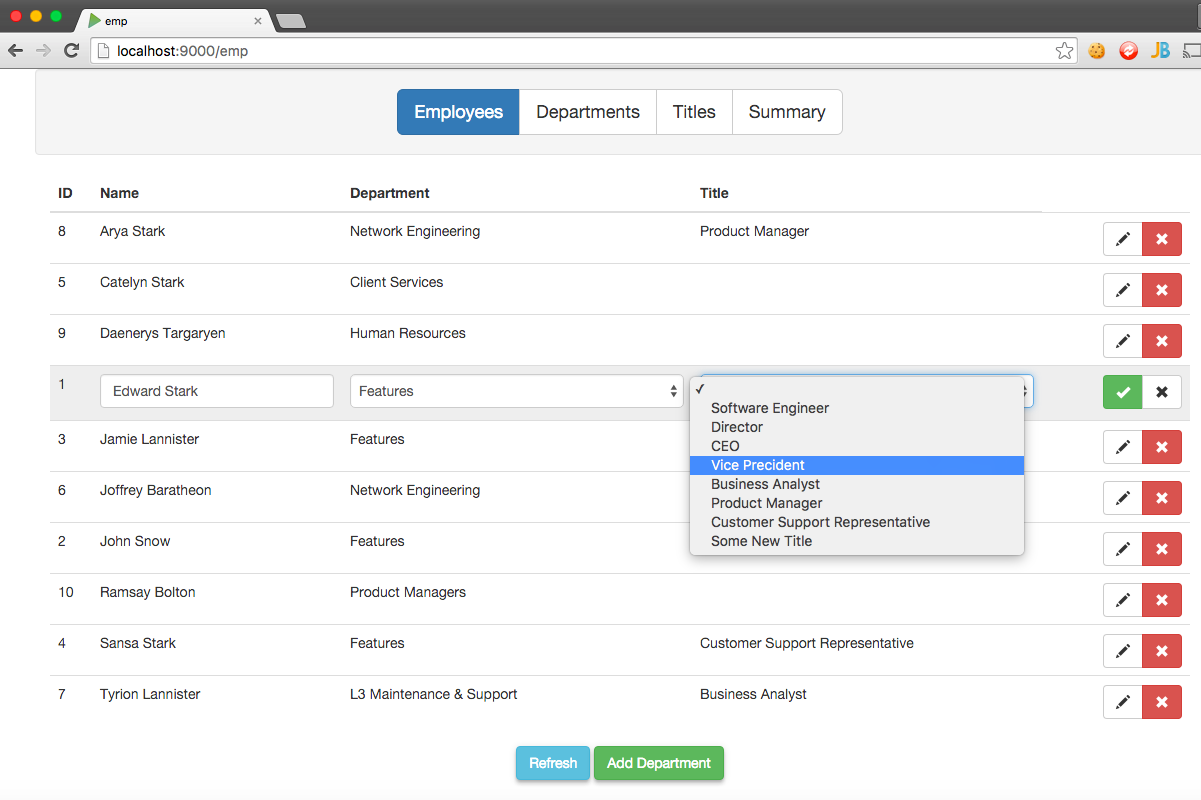 emp
localhost:9000/emp
JB
Employees Departments Titles Summary
ID Name Department Title
8 Arya Stark Network Engineering Product Manager
5 Catelyn Stark Client Services
9 Daenerys Targaryen Human Resources
1 Edward Stark Features
Software Engineer
Director
CEO
Vice Precident
Business Analyst
Product Manager
Customer Support Representative
Some New Title
3 Jamie Lannister Features
6 Joffrey Baratheon Network Engineering
2 John Snow Features
10 Ramsay Bolton Product Managers
4 Sansa Stark Features Customer Support Representative
7 Tyrion Lannister L3 Maintenance & Support Business Analyst
Refresh Add Department